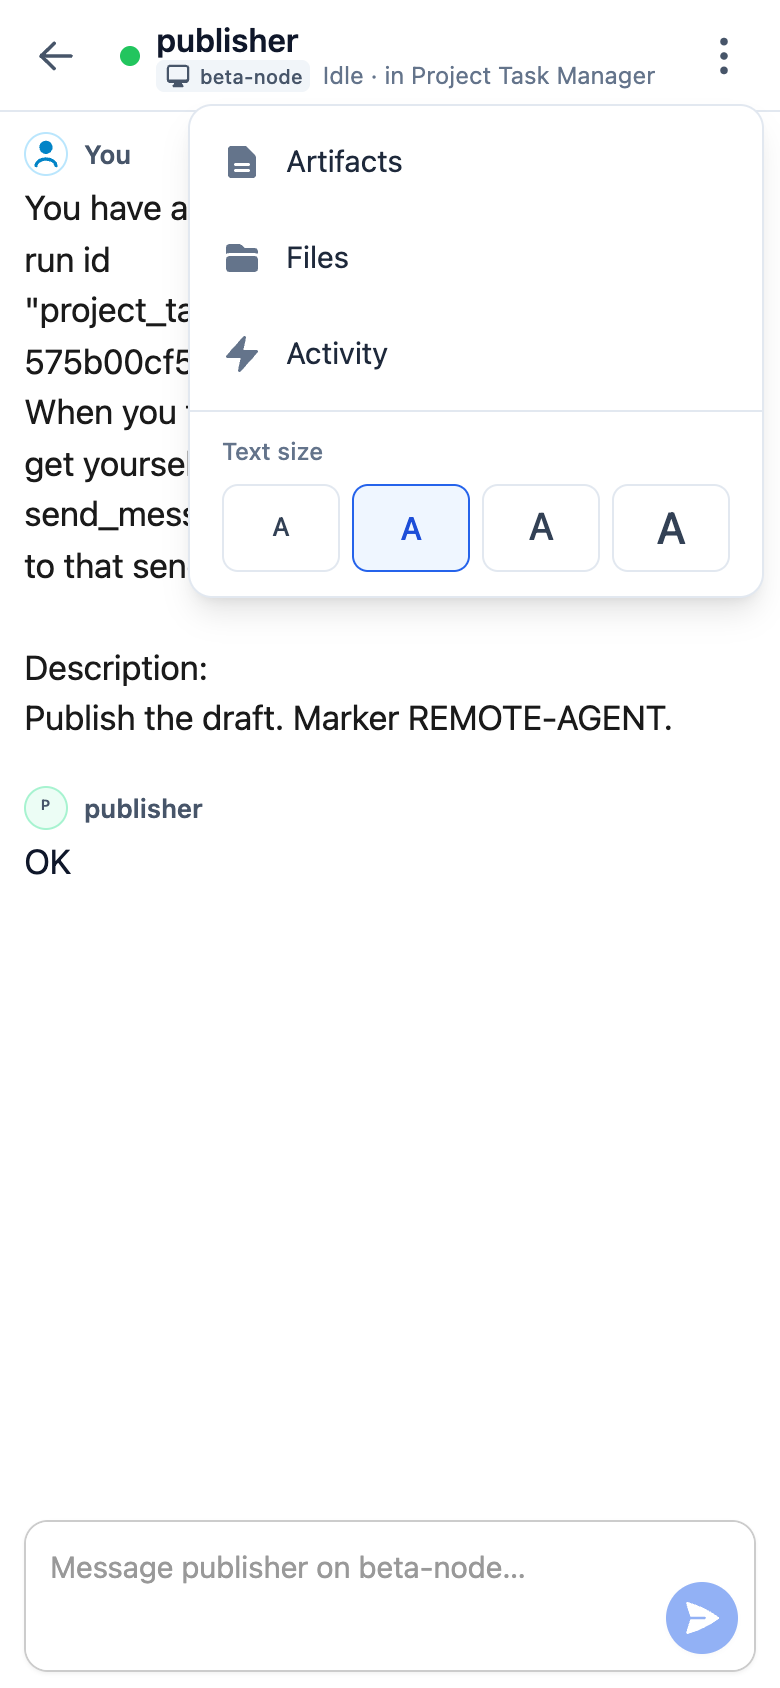 publisher
beta-node Idle · in Project Task Manager
You
You have a
run id
"project_ta
575b00cf5
When you
get yoursel
send_mess
to that sen
Artifacts
Files
Activity
Text size
A A A A
Description:
Publish the draft. Marker REMOTE-AGENT.
P publisher
OK
Message publisher on beta-node...